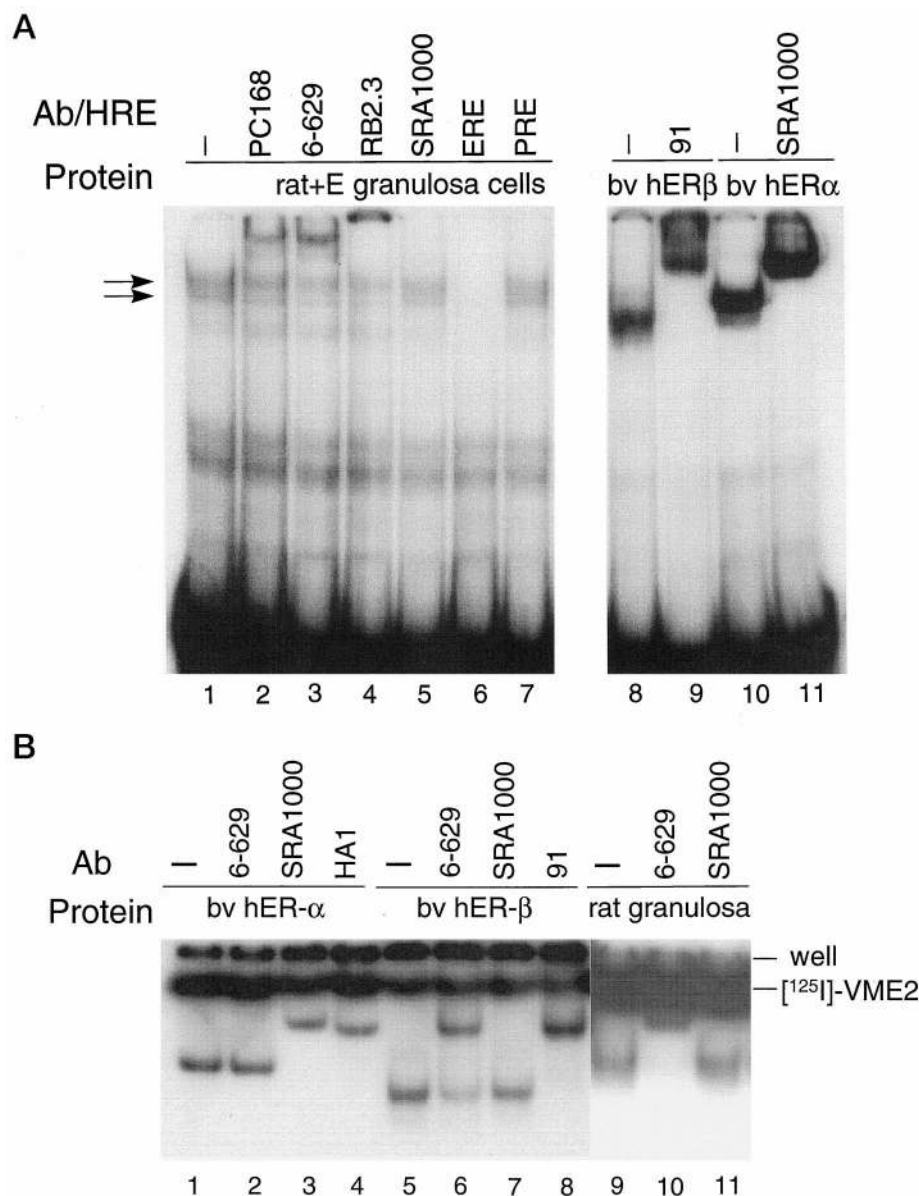 A
Ab/HRE – PC168 6-629 RB2.3 SRA1000 ERE PRE – 91 – SRA1000
Protein rat+E granulosa cells bv hERβ bv hERα
1 2 3 4 5 6 7 8 9 10 11
B
Ab – 6-629 SRA1000 HA1 – 6-629 SRA1000 91 – 6-629 SRA1000
Protein bv hER-α bv hER-β rat granulosa
well
[¹²⁵I]-VME2
1 2 3 4 5 6 7 8 9 10 11